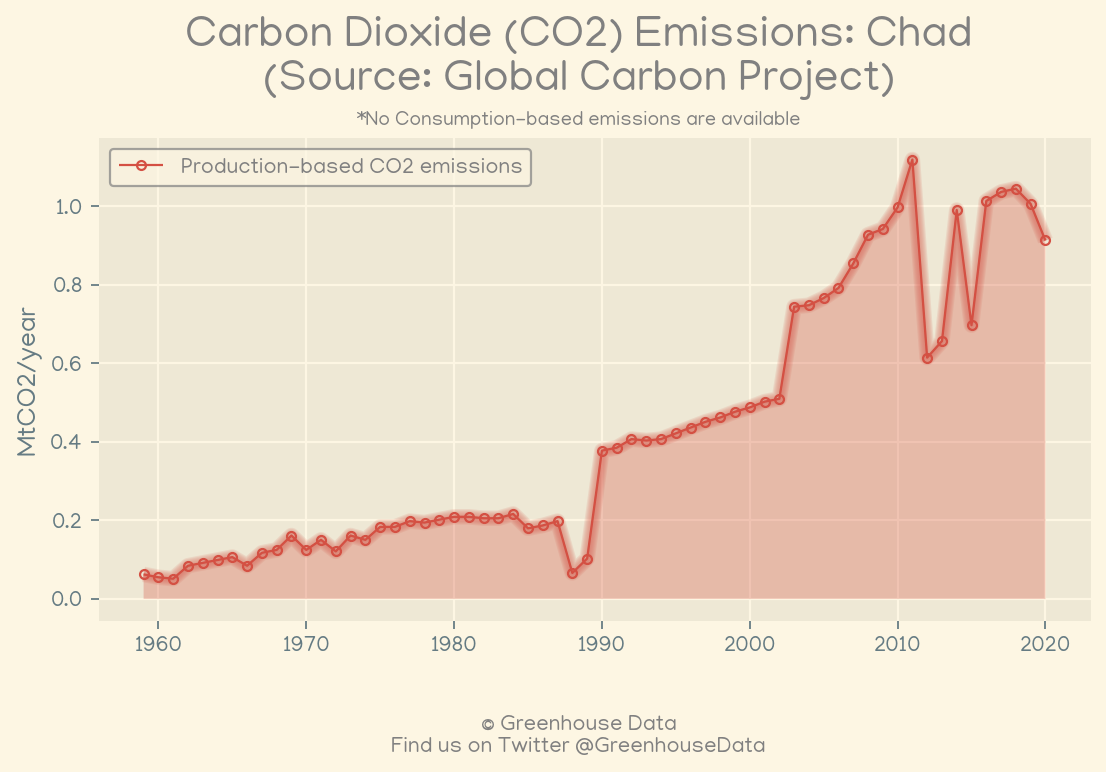 Carbon Dioxide (CO2) Emissions: Chad
(Source: Global Carbon Project)
*No Consumption-based emissions are available
Production-based CO2 emissions
MtCO2/year
1.0
0.8
0.6
0.4
0.2
0.0
1960 1970 1980 1990 2000 2010 2020
© Greenhouse Data
Find us on Twitter @GreenhouseData